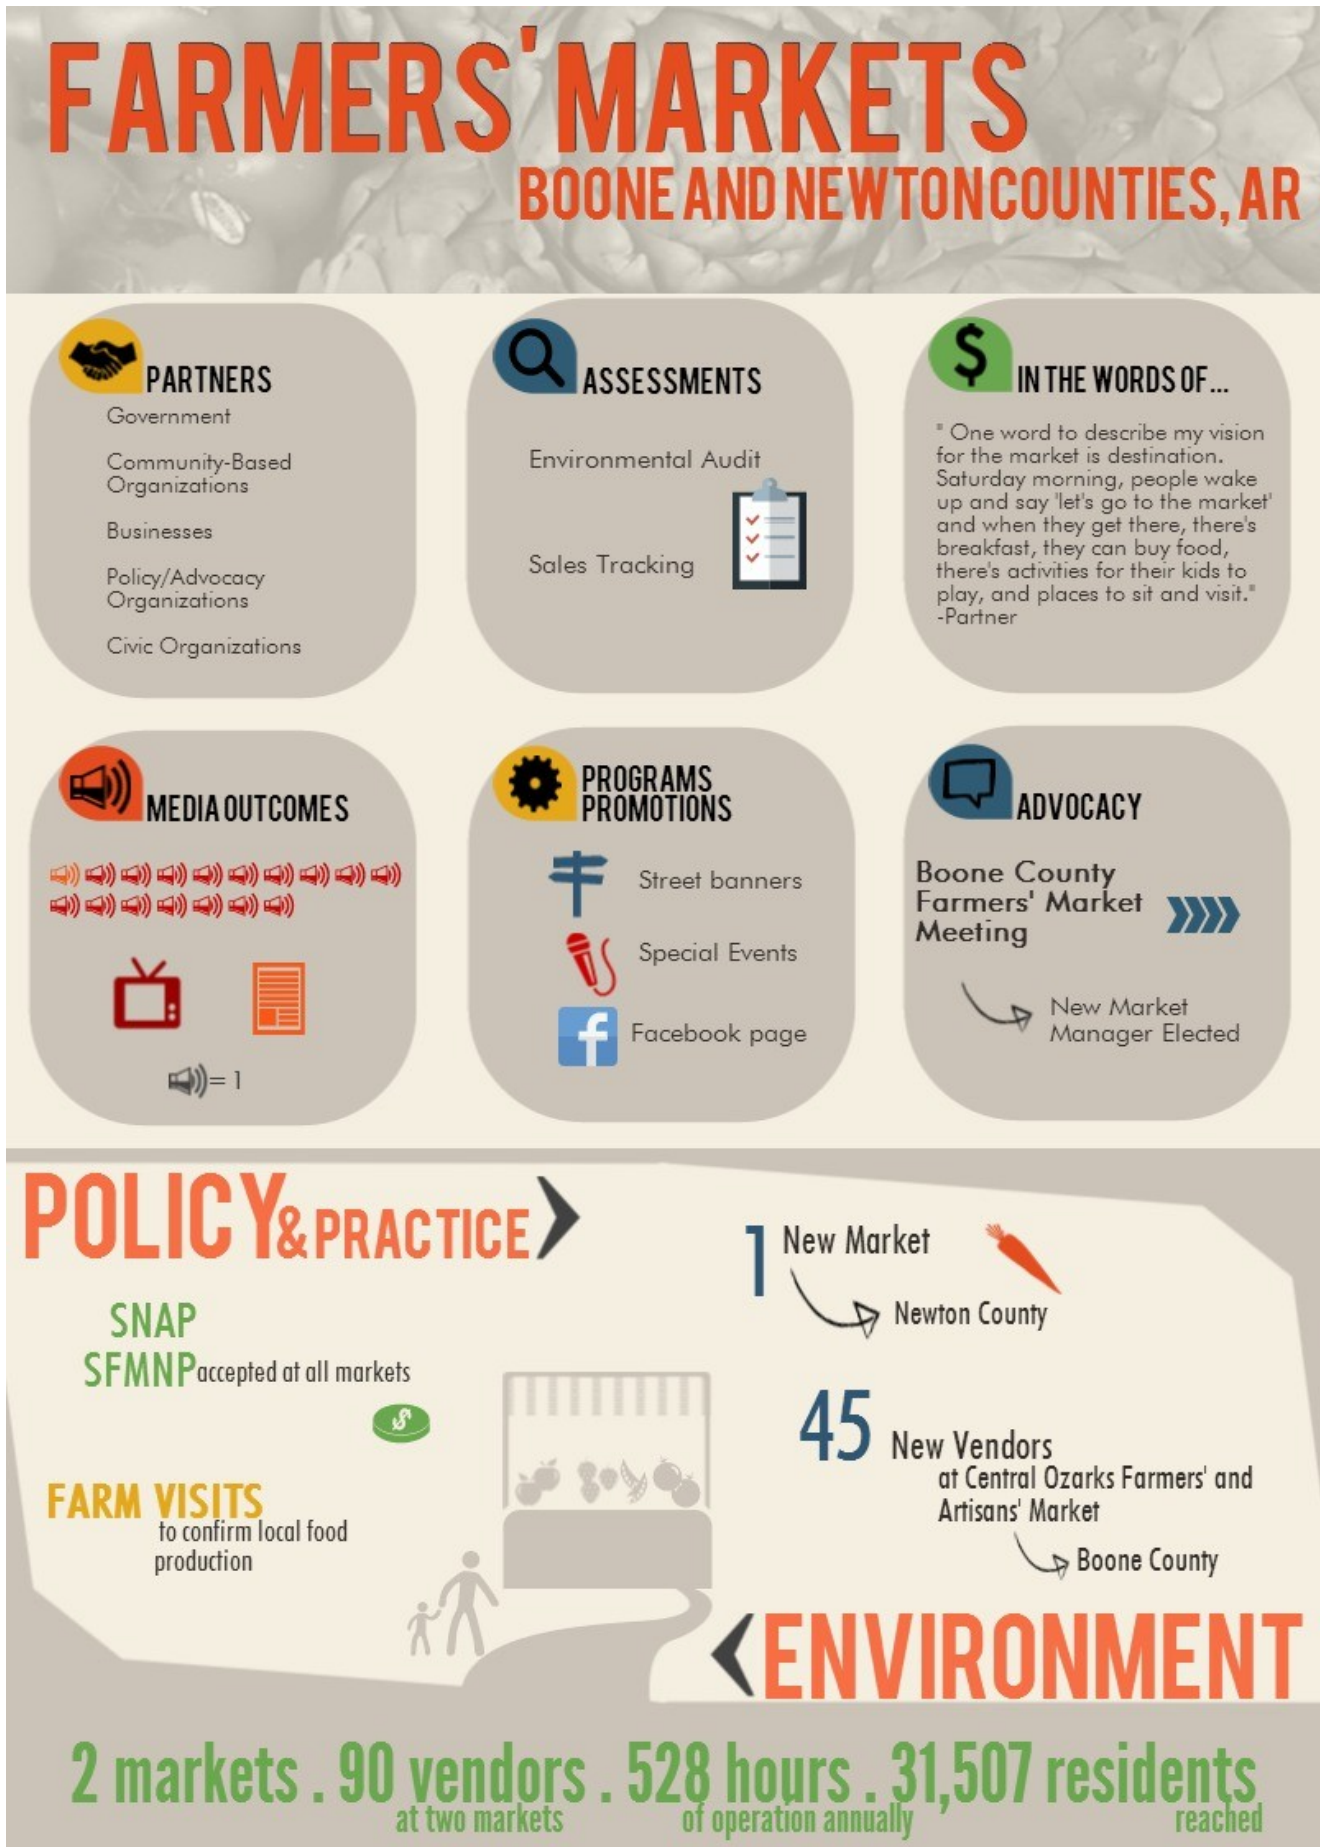 FARMERS' MARKETS
BOONE AND NEWTON COUNTIES, AR
PARTNERS
Government
Community-Based
Organizations
Businesses
Policy/Advocacy
Organizations
Civic Organizations
ASSESSMENTS
Environmental Audit
Sales Tracking
$
IN THE WORDS OF...
" One word to describe my vision
for the market is destination.
Saturday morning, people wake
up and say 'let's go to the market'
and when they get there, there's
breakfast, they can buy food,
there's activities for their kids to
play, and places to sit and visit."
-Partner
MEDIA OUTCOMES
= 1
PROGRAMS
PROMOTIONS
Street banners
Special Events
f
Facebook page
ADVOCACY
Boone County
Farmers' Market
Meeting
New Market
Manager Elected
POLICY & PRACTICE
SNAP
SFMNP accepted at all markets
$
FARM VISITS
to confirm local food
production
1 New Market
Newton County
45 New Vendors
at Central Ozarks Farmers' and
Artisans' Market
Boone County
ENVIRONMENT
2 markets . 90 vendors . 528 hours . 31,507 residents
at two markets of operation annually reached